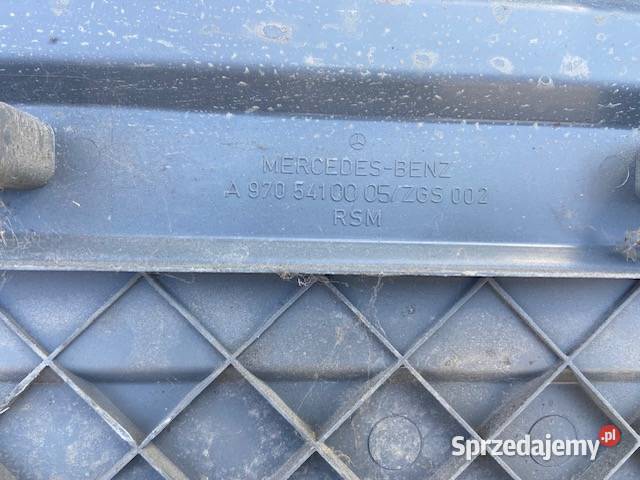 MERCEDES-BENZ
A 970 541 00 05/ZGS 002
RSM
Sprzedajemy.pl